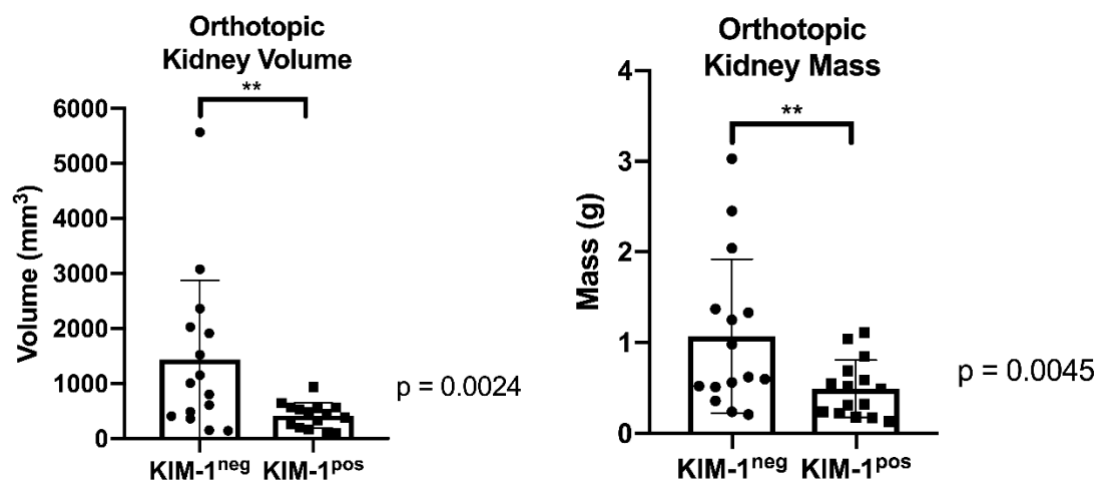 Orthotopic
Kidney Volume
**
6000
5000
4000
3000
2000
1000
0
Volume (mm³)
KIM-1ⁿᵉᵍ KIM-1ᵖᵒˢ
p = 0.0024
Orthotopic
Kidney Mass
**
4
3
2
1
0
Mass (g)
KIM-1ⁿᵉᵍ KIM-1ᵖᵒˢ
p = 0.0045